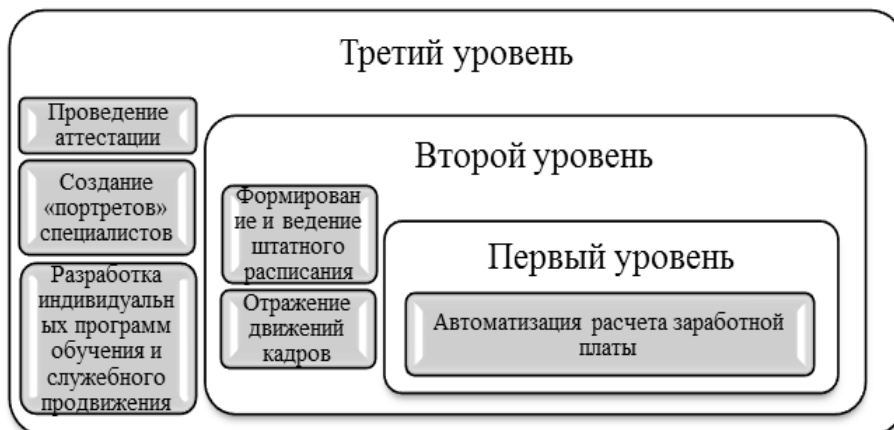 Третий уровень
Проведение
аттестации
Создание
«портретов»
специалистов
Разработка
индивидуальн
ых программ
обучения и
служебного
продвижения
Второй уровень
Формирован
ие и ведение
штатного
расписания
Отражение
движений
кадров
Первый уровень
Автоматизация расчета заработной
платы